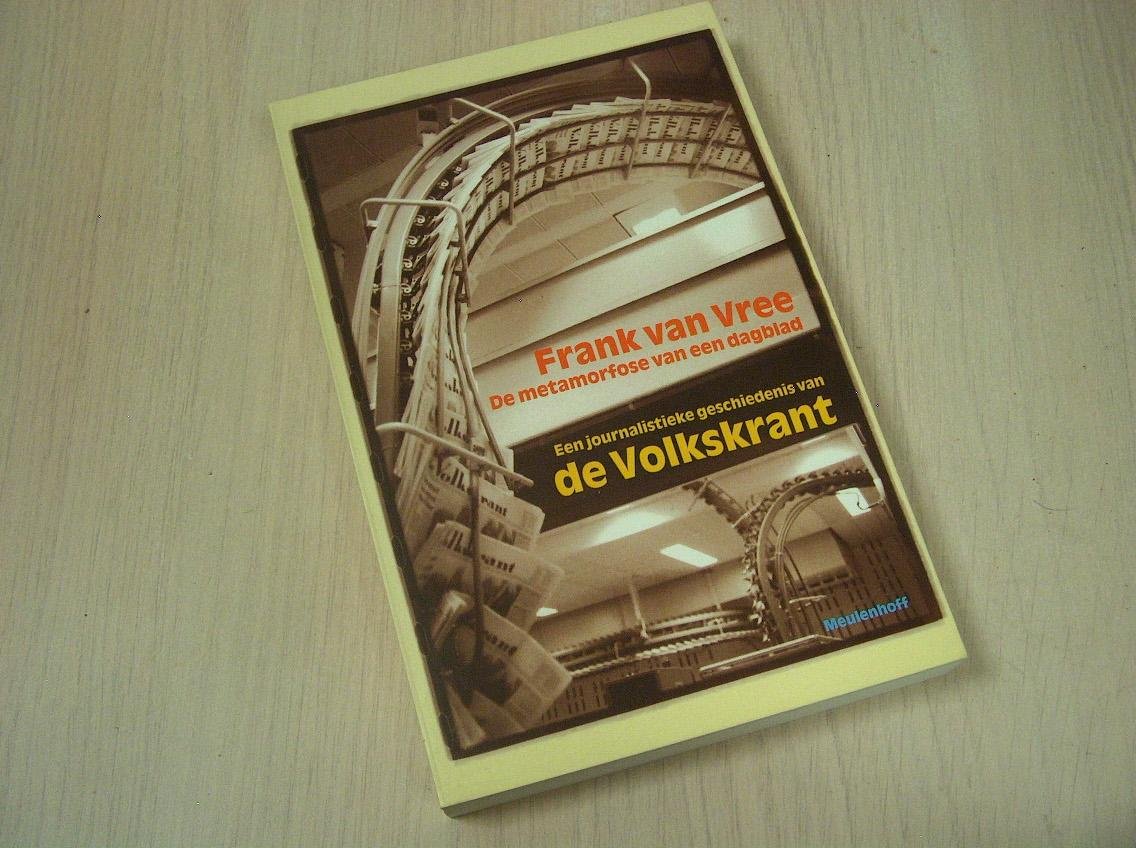 Frank van Vree
De metamorfose van een dagblad
Een journalistieke geschiedenis van
de Volkskrant
Meulenhoff